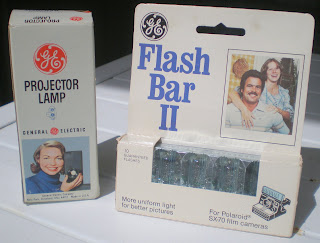 GE
PROJECTOR
LAMP
GENERAL ELECTRIC
GE
Flash
Bar
II
More uniform light
for better pictures
For Polaroid
SX-70 film cameras